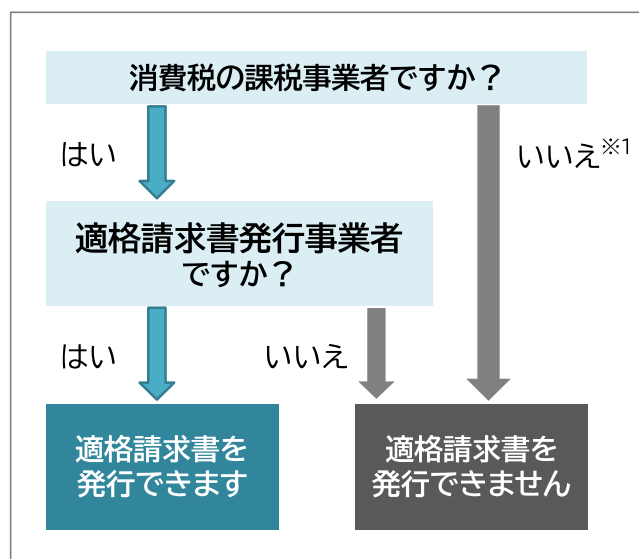 消費税の課税事業者ですか？
はい
いいえ※1
適格請求書発行事業者
ですか？
はい
いいえ
適格請求書を
発行できます
適格請求書を
発行できません